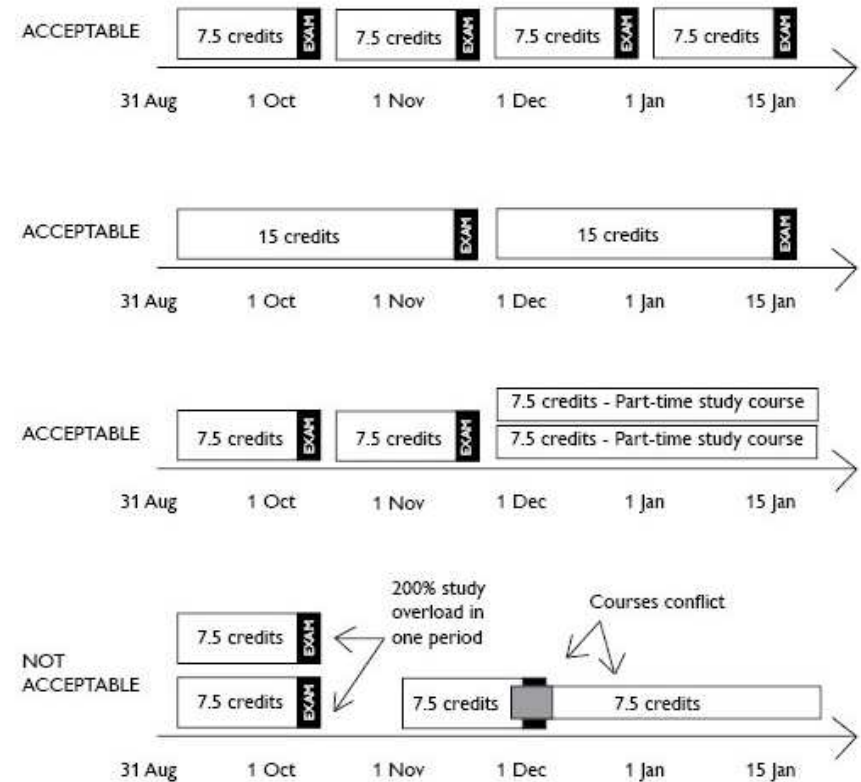 ACCEPTABLE
7.5 credits EXAM 7.5 credits EXAM 7.5 credits EXAM 7.5 credits EXAM
31 Aug 1 Oct 1 Nov 1 Dec 1 Jan 15 Jan
ACCEPTABLE
15 credits EXAM 15 credits EXAM
31 Aug 1 Oct 1 Nov 1 Dec 1 Jan 15 Jan
7.5 credits - Part-time study course
ACCEPTABLE
7.5 credits EXAM 7.5 credits EXAM 7.5 credits - Part-time study course
31 Aug 1 Oct 1 Nov 1 Dec 1 Jan 15 Jan
200% study
overload in
one period
Courses conflict
7.5 credits EXAM
NOT
ACCEPTABLE
7.5 credits EXAM 7.5 credits 7.5 credits
31 Aug 1 Oct 1 Nov 1 Dec 1 Jan 15 Jan